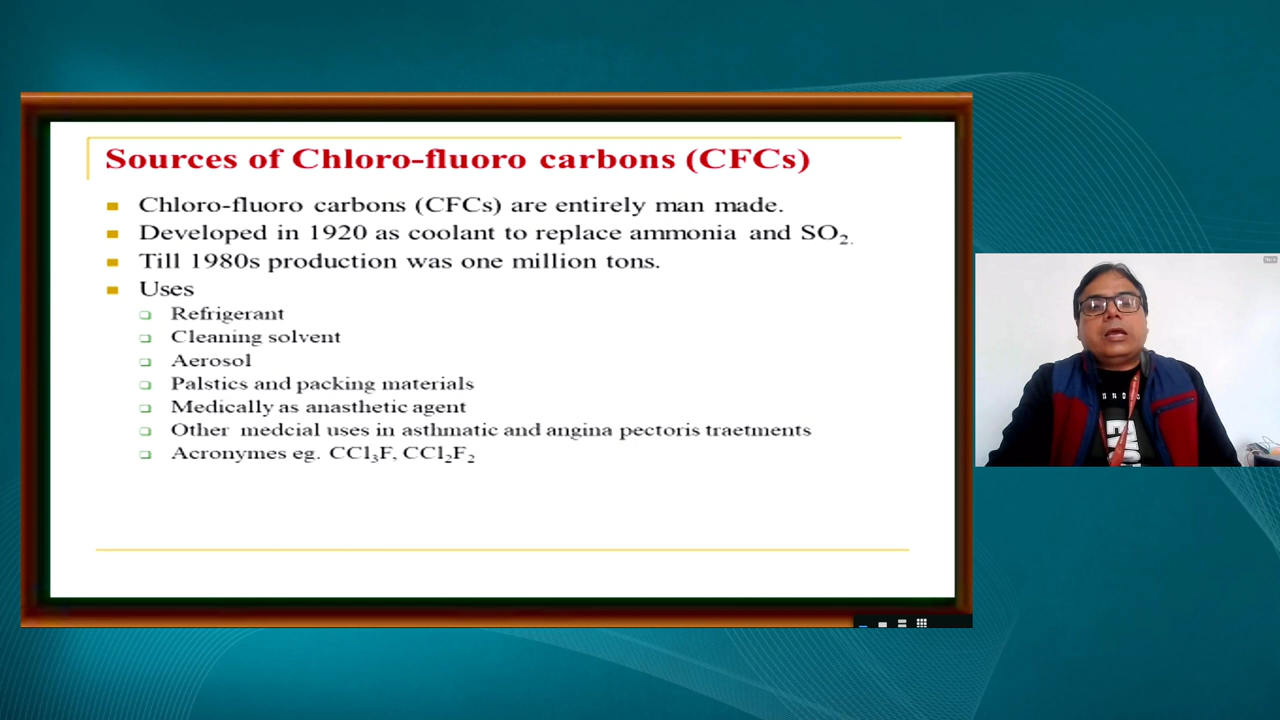 Sources of Chloro-fluoro carbons (CFCs)
Chloro-fluoro carbons (CFCs) are entirely man made.
Developed in 1920 as coolant to replace ammonia and SO₂.
Till 1980s production was one million tons.
Uses
Refrigerant
Cleaning solvent
Aerosol
Palstics and packing materials
Medically as anasthetic agent
Other medcial uses in asthmatic and angina pectoris traetments
Acronymes eg. CCl₃F, CCl₂F₂